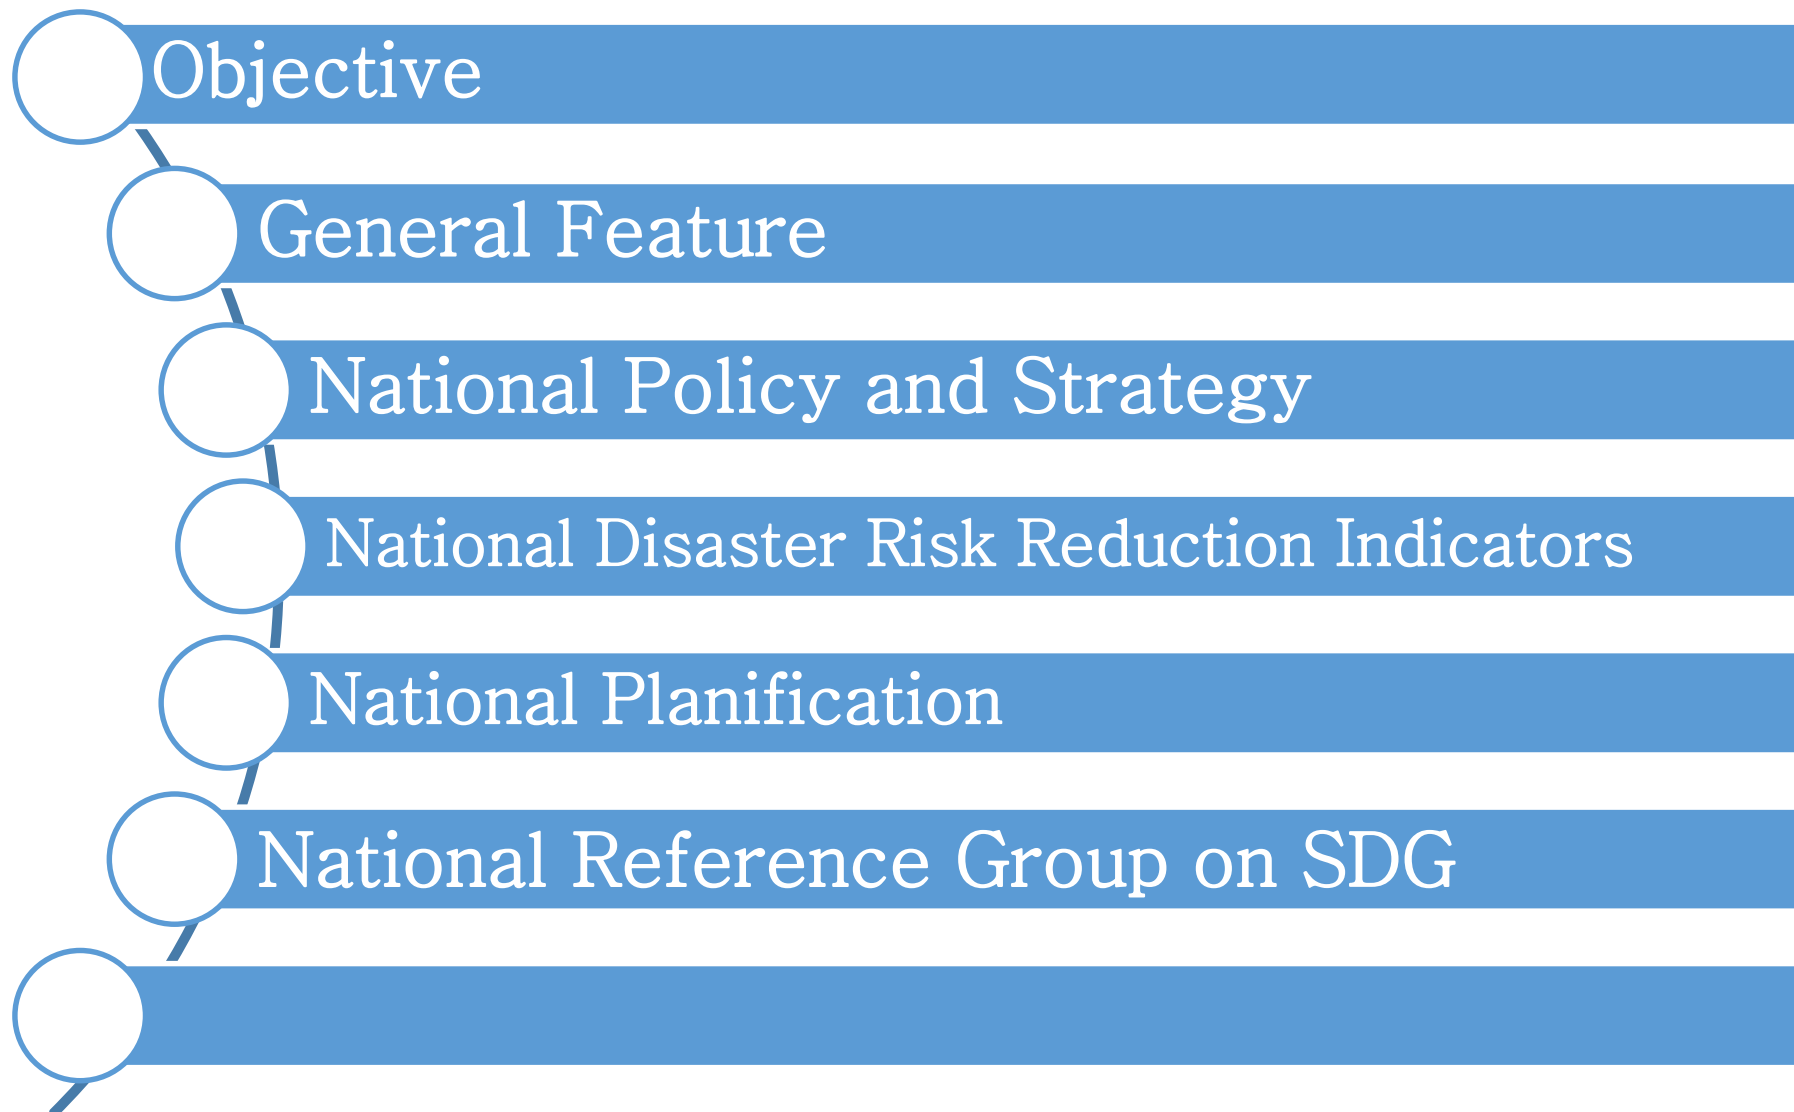 Objective
General Feature
National Policy and Strategy
National Disaster Risk Reduction Indicators
National Planification
National Reference Group on SDG